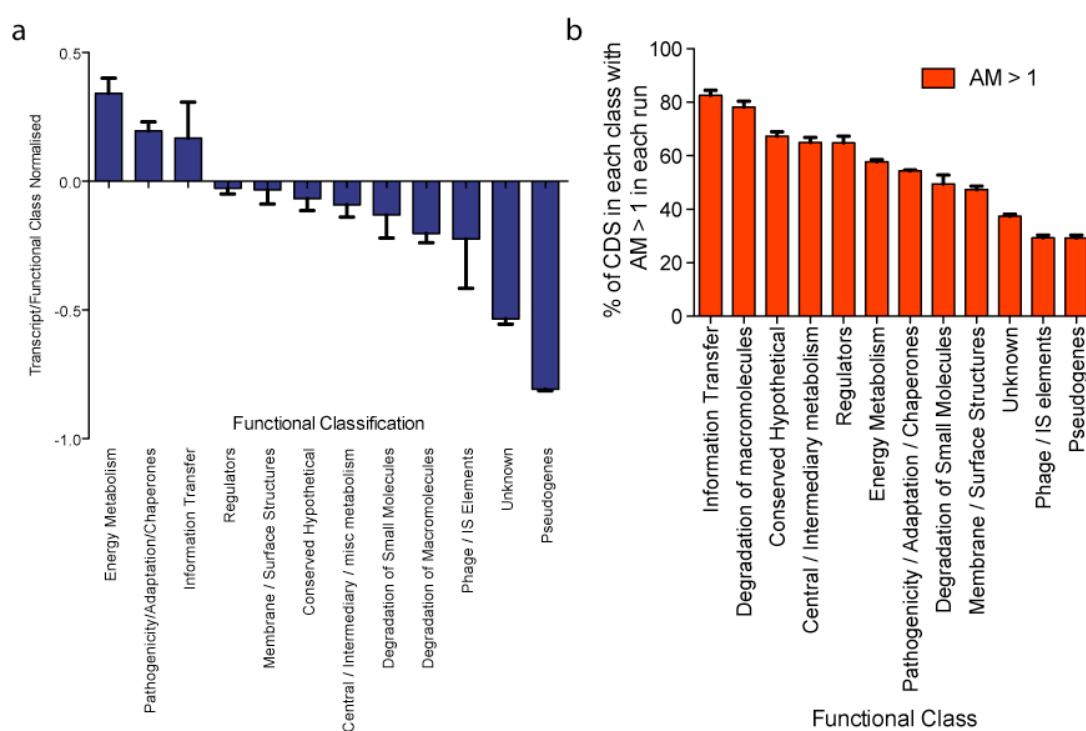 a
Transcript/Functional Class Normalised
0.5
0.0
-0.5
-1.0
Functional Classification
Energy Metabolism
Pathogenicity/Adaptation/Chaperones
Information Transfer
Regulators
Membrane / Surface Structures
Conserved Hypothetical
Central / Intermediary / misc metabolism
Degradation of Small Molecules
Degradation of Macromolecules
Phage / IS Elements
Unknown
Pseudogenes
b
% of CDS in each class with
AM > 1 in each run
100
80
60
40
20
0
AM > 1
Information Transfer
Degradation of macromolecules
Conserved Hypothetical
Central / Intermediary metabolism
Regulators
Energy Metabolism
Pathogenicity / Adaptation / Chaperones
Degradation of Small Molecules
Membrane / Surface Structures
Unknown
Phage / IS elements
Pseudogenes
Functional Class